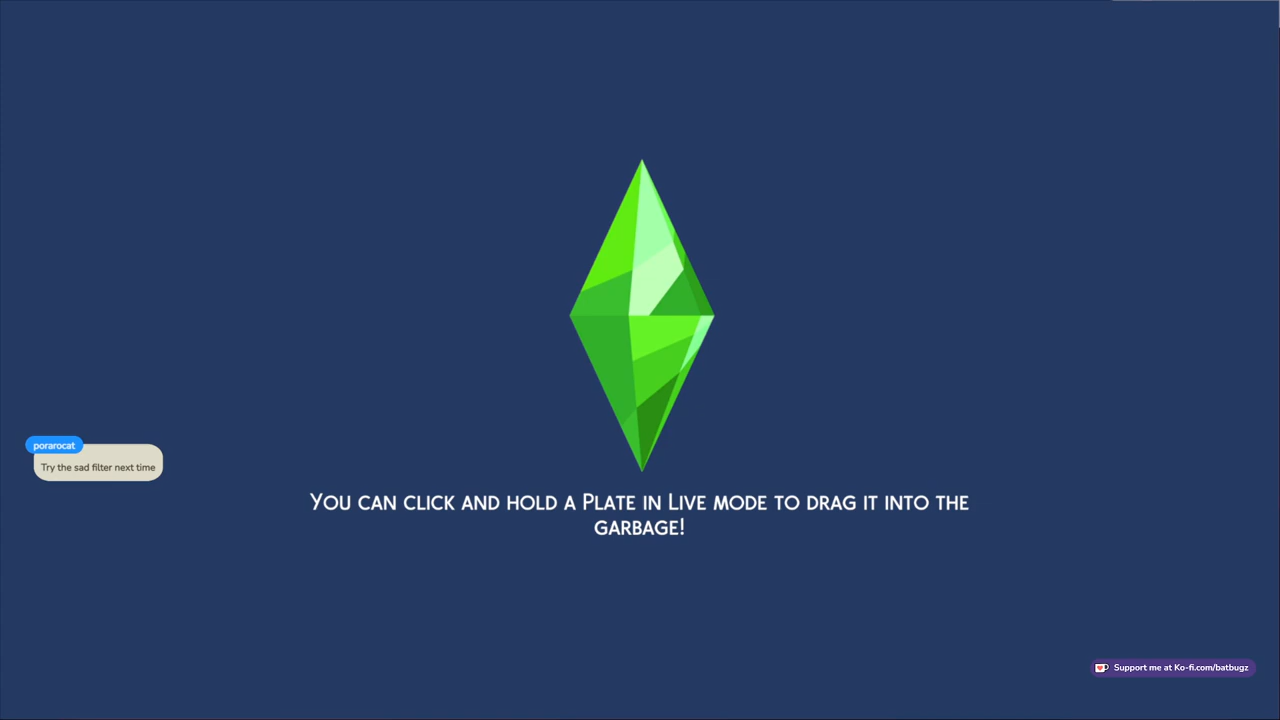 porarocat
Try the sad filter next time
You can click and hold a Plate in Live mode to drag it into the
garbage!
Support me at Ko-fi.com/batbugz